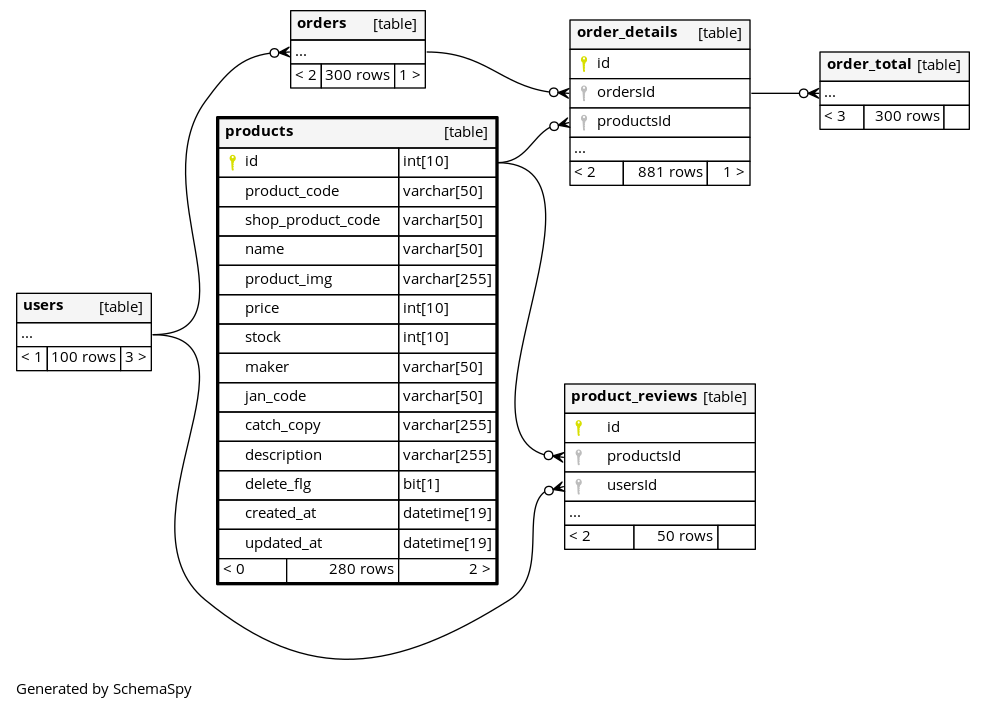 orders [table]
...
< 2 300 rows 1 >
order_details [table]
id
ordersId
productsId
...
< 2 881 rows 1 >
order_total [table]
...
< 3 300 rows
products [table]
id int[10]
product_code varchar[50]
shop_product_code varchar[50]
name varchar[50]
product_img varchar[255]
price int[10]
stock int[10]
maker varchar[50]
jan_code varchar[50]
catch_copy varchar[255]
description varchar[255]
delete_flg bit[1]
created_at datetime[19]
updated_at datetime[19]
< 0 280 rows 2 >
users [table]
...
< 1 100 rows 3 >
product_reviews [table]
id
productsId
usersId
...
< 2 50 rows
Generated by SchemaSpy